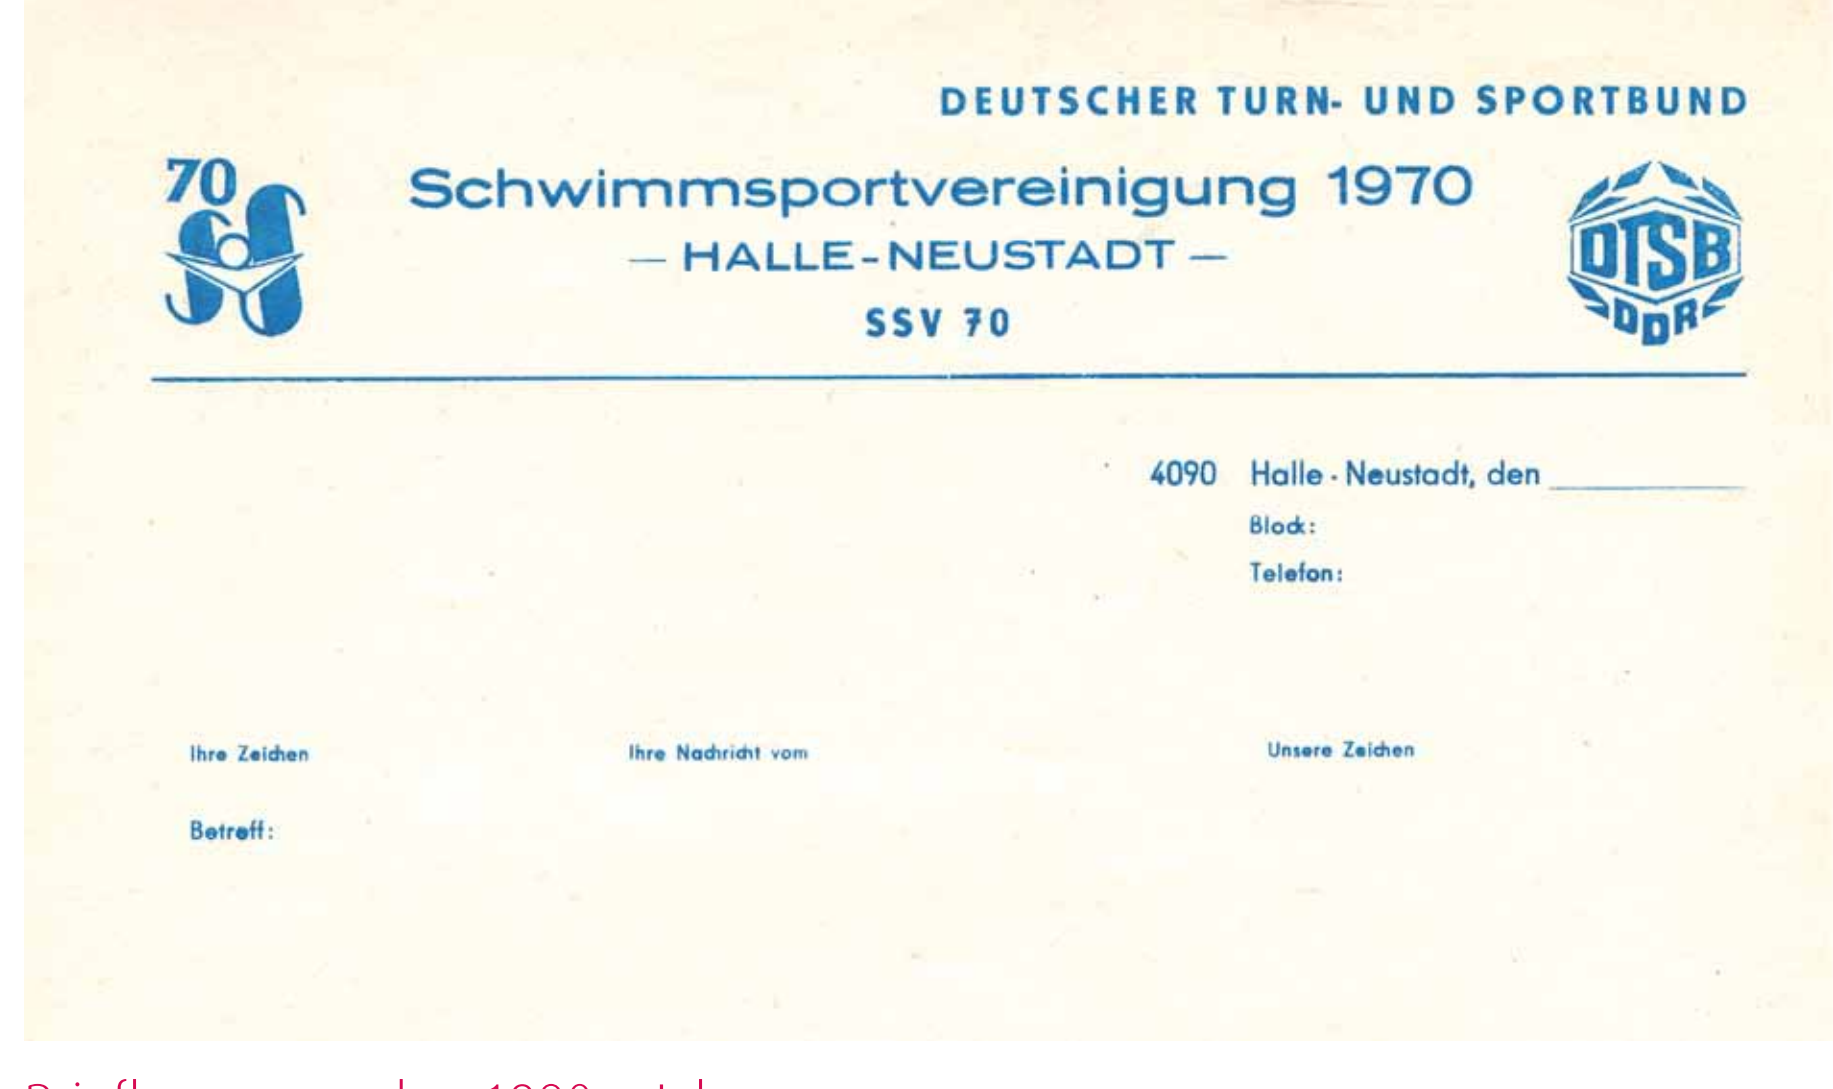 DEUTSCHER TURN- UND SPORTBUND
70
Schwimmsportvereinigung 1970
— HALLE-NEUSTADT —
SSV 70
DTSB
DDR
4090 Halle - Neustadt, den
Block:
Telefon:
Ihre Zeichen
Ihre Nachricht vom
Unsere Zeichen
Betreff: